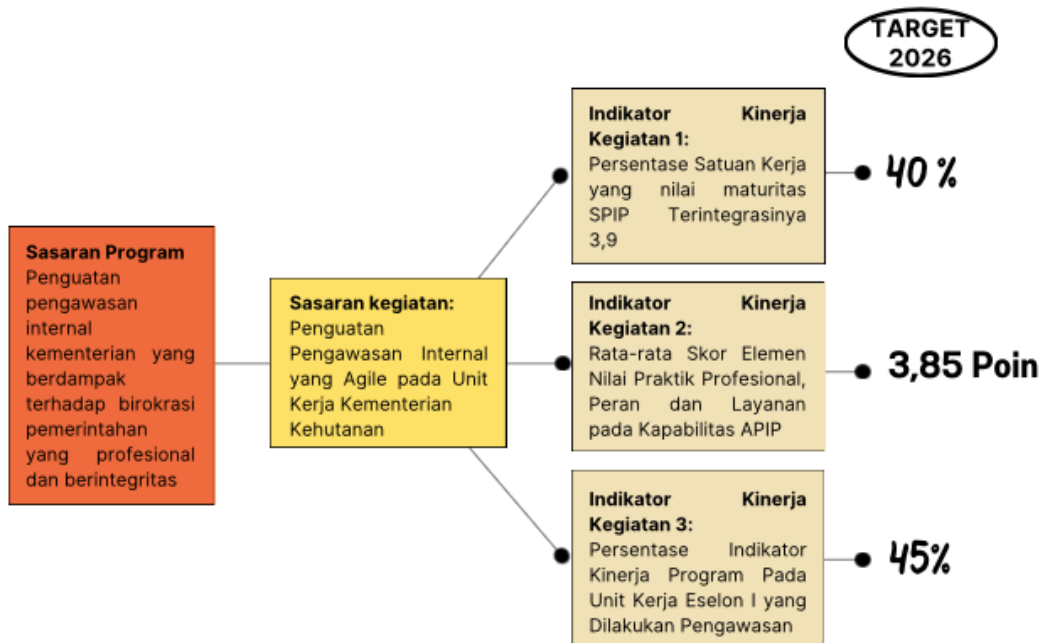 TARGET
2026
Sasaran Program
Penguatan
pengawasan
internal
kementerian yang
berdampak
terhadap birokrasi
pemerintahan
yang profesional
dan berintegritas
Sasaran kegiatan:
Penguatan
Pengawasan Internal
yang Agile pada Unit
Kerja Kementerian
Kehutanan
Indikator Kinerja
Kegiatan 1:
Persentase Satuan Kerja
yang nilai maturitas
SPIP Terintegrasinya
3,9
40 %
Indikator Kinerja
Kegiatan 2:
Rata-rata Skor Elemen
Nilai Praktik Profesional,
Peran dan Layanan
pada Kapabilitas APIP
3,85 Poin
Indikator Kinerja
Kegiatan 3:
Persentase Indikator
Kinerja Program Pada
Unit Kerja Eselon I yang
Dilakukan Pengawasan
45%